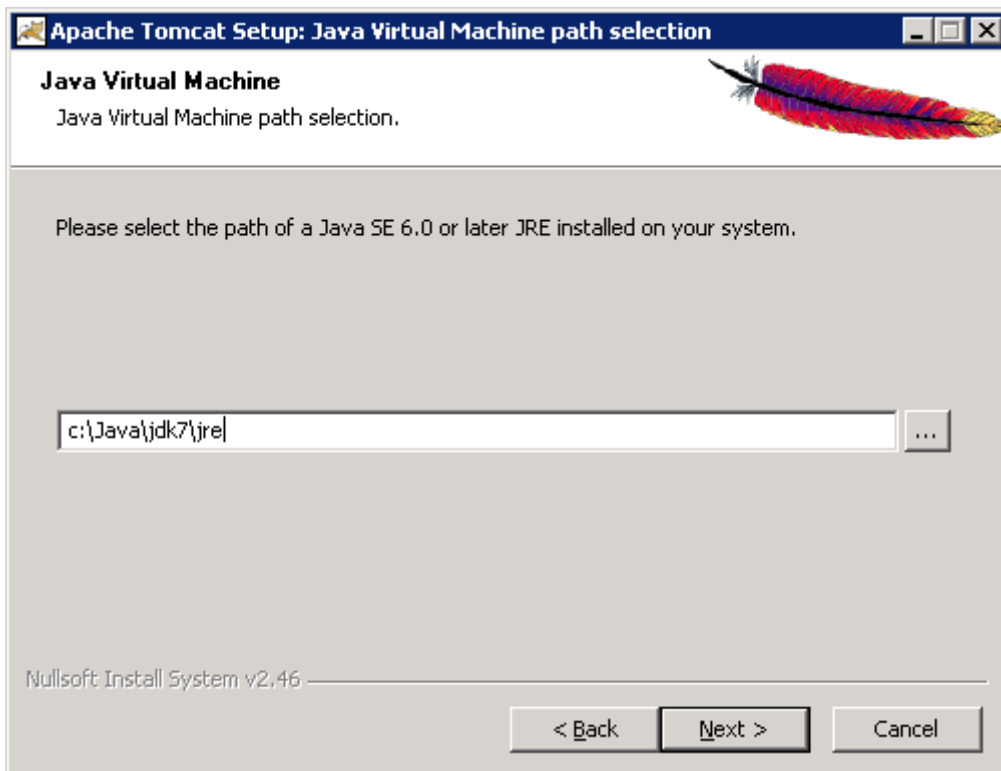 Apache Tomcat Setup: Java Virtual Machine path selection
Java Virtual Machine
Java Virtual Machine path selection.
Please select the path of a Java SE 6.0 or later JRE installed on your system.
c:\Java\jdk7\jre
...
Nullsoft Install System v2.46
< Back
Next >
Cancel